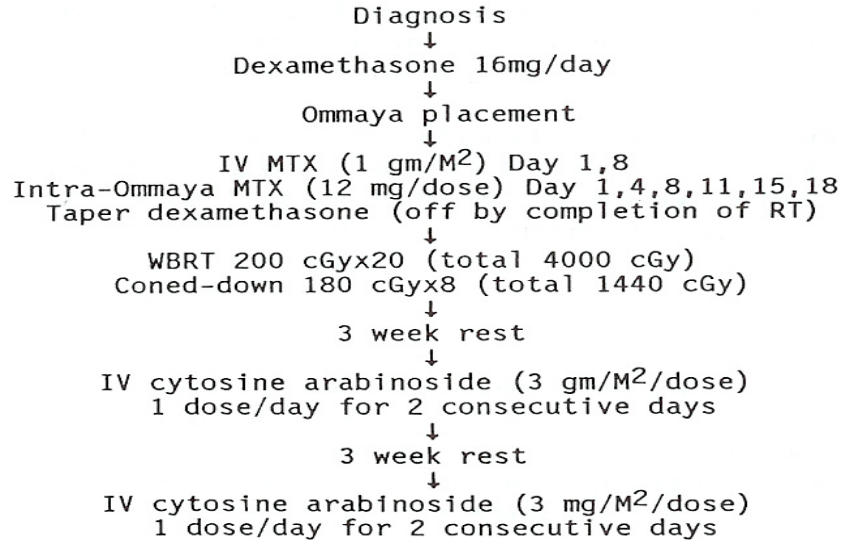 Diagnosis
↓
Dexamethasone 16mg/day
↓
Ommaya placement
↓
IV MTX (1 gm/M²) Day 1,8
Intra-Ommaya MTX (12 mg/dose) Day 1,4,8,11,15,18
Taper dexamethasone (off by completion of RT)
↓
WBRT 200 cGyx20 (total 4000 cGy)
Coned-down 180 cGyx8 (total 1440 cGy)
↓
3 week rest
↓
IV cytosine arabinoside (3 gm/M²/dose)
1 dose/day for 2 consecutive days
↓
3 week rest
↓
IV cytosine arabinoside (3 mg/M²/dose)
1 dose/day for 2 consecutive days